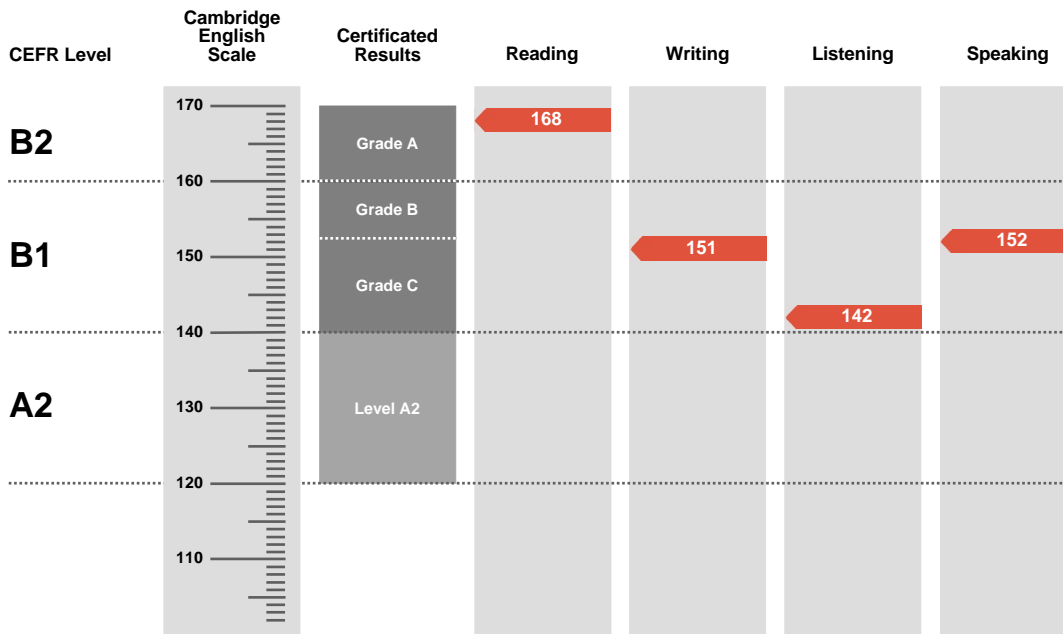 CEFR Level
Cambridge
English
Scale
Certificated
Results
Reading
Writing
Listening
Speaking
170
168
B2
Grade A
160
Grade B
B1
150
151
152
Grade C
142
140
A2
130
Level A2
120
110